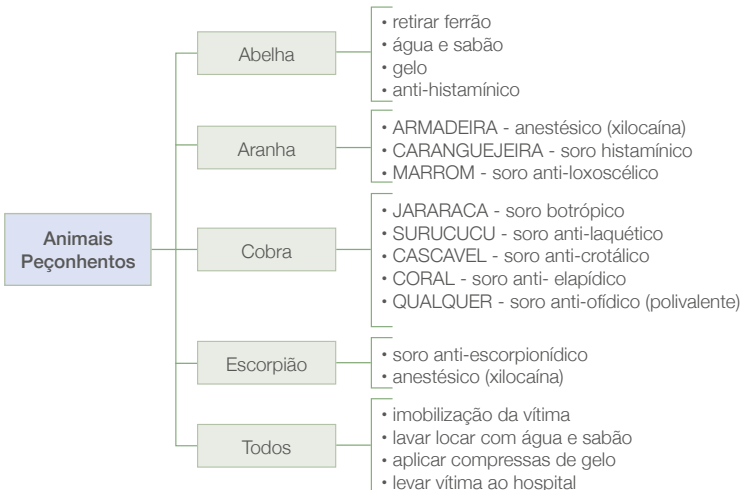 Animais
Peçonhentos
Abelha
• retirar ferrão
• água e sabão
• gelo
• anti-histamínico
Aranha
• ARMADEIRA - anestésico (xilocaína)
• CARANGUEJEIRA - soro histamínico
• MARROM - soro anti-loxoscélico
Cobra
• JARARACA - soro botrópico
• SURUCUCU - soro anti-laquético
• CASCAVEL - soro anti-crotálico
• CORAL - soro anti- elapídico
• QUALQUER - soro anti-ofídico (polivalente)
Escorpião
• soro anti-escorpionídico
• anestésico (xilocaína)
Todos
• imobilização da vítima
• lavar locar com água e sabão
• aplicar compressas de gelo
• levar vítima ao hospital